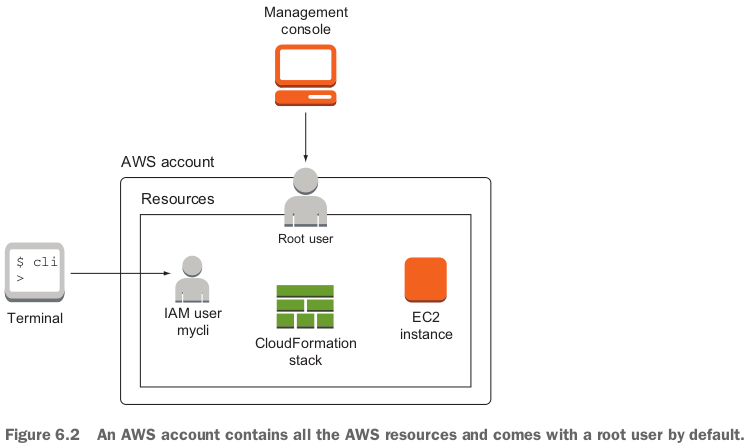 Management
console
AWS account
Resources
Root user
$ cli
>
Terminal
IAM user
mycli
CloudFormation
stack
EC2
instance
Figure 6.2 An AWS account contains all the AWS resources and comes with a root user by default.